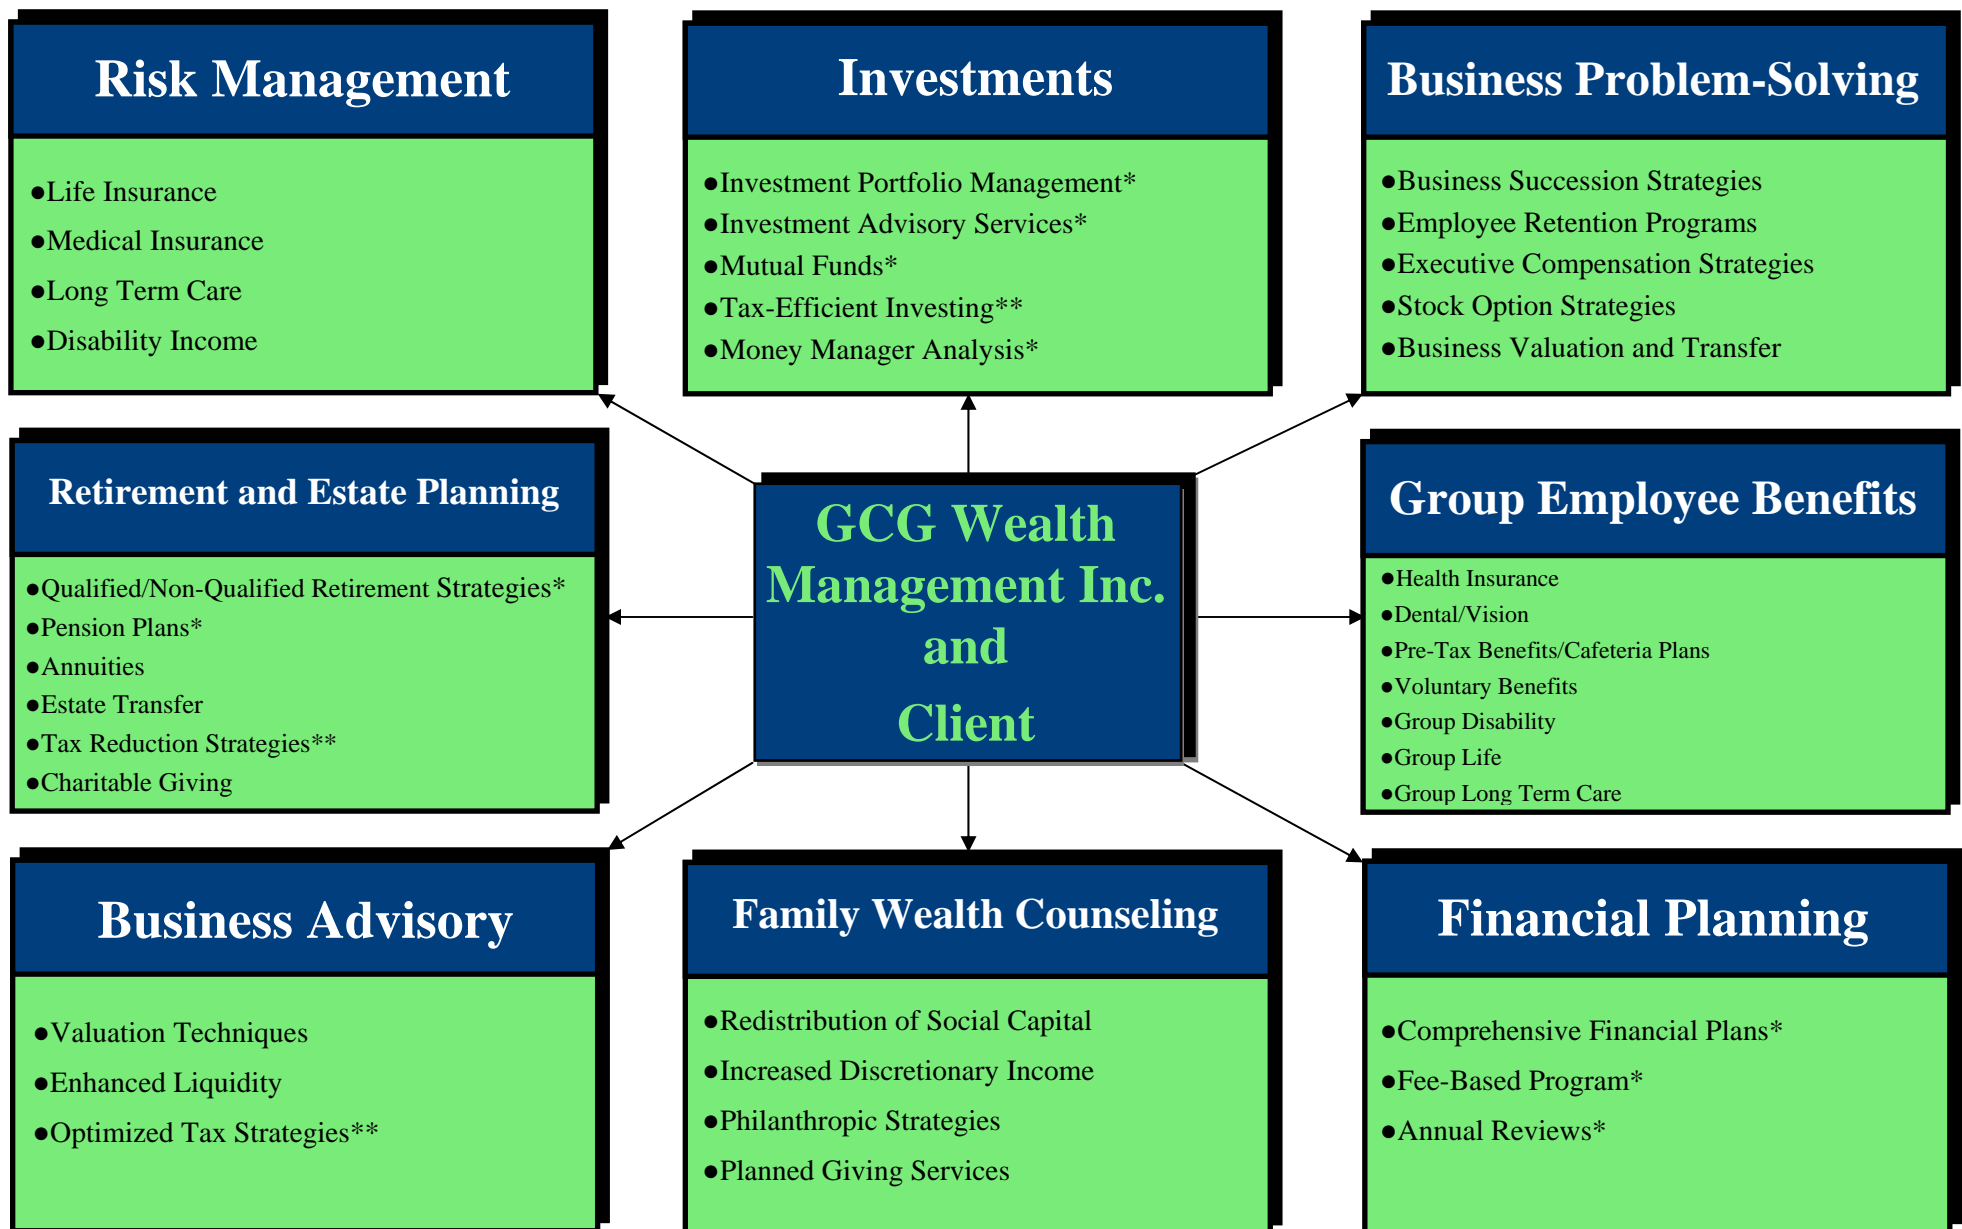 Risk Management
●Life Insurance
●Medical Insurance
●Long Term Care
●Disability Income
Investments
●Investment Portfolio Management*
●Investment Advisory Services*
●Mutual Funds*
●Tax-Efficient Investing**
●Money Manager Analysis*
Business Problem-Solving
●Business Succession Strategies
●Employee Retention Programs
●Executive Compensation Strategies
●Stock Option Strategies
●Business Valuation and Transfer
Retirement and Estate Planning
●Qualified/Non-Qualified Retirement Strategies*
●Pension Plans*
●Annuities
●Estate Transfer
●Tax Reduction Strategies**
●Charitable Giving
GCG Wealth
Management Inc.
and
Client
Group Employee Benefits
●Health Insurance
●Dental/Vision
●Pre-Tax Benefits/Cafeteria Plans
●Voluntary Benefits
●Group Disability
●Group Life
●Group Long Term Care
Business Advisory
●Valuation Techniques
●Enhanced Liquidity
●Optimized Tax Strategies**
Family Wealth Counseling
●Redistribution of Social Capital
●Increased Discretionary Income
●Philanthropic Strategies
●Planned Giving Services
Financial Planning
●Comprehensive Financial Plans*
●Fee-Based Program*
●Annual Reviews*